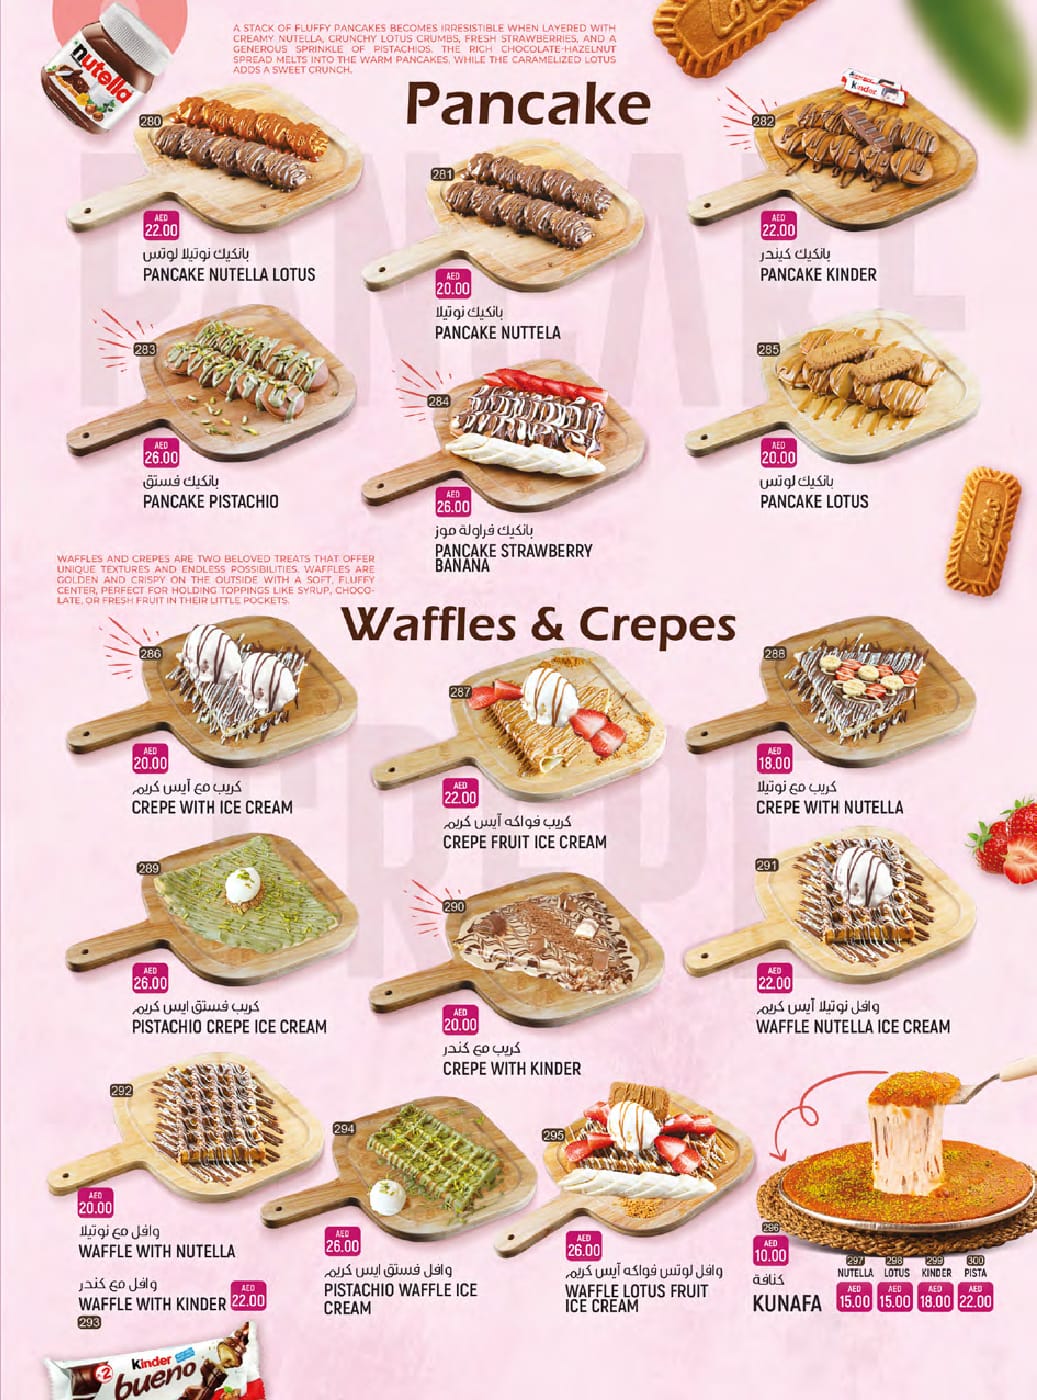 A STACK OF FLUFFY PANCAKES BECOMES IRRESISTIBLE WHEN LAYERED WITH
CREAMY NUTELLA, CRUNCHY LOTUS CRUMBS, FRESH STRAWBERRIES, AND A
GENEROUS SPRINKLE OF PISTACHIOS. THE RICH CHOCOLATE-HAZELNUT
SPREAD MELTS INTO THE WARM PANCAKES, WHILE THE CARAMELIZED LOTUS
ADDS A SWEET CRUNCH.
nutella
Lotus
Pancake
PANCAKE
280
AED
22.00
بانكيك نوتيلا لوتس
PANCAKE NUTELLA LOTUS
281
AED
20.00
بانكيك نوتيلا
PANCAKE NUTTELA
Kinder
282
AED
22.00
بانكيك كيندر
PANCAKE KINDER
283
AED
26.00
بانكيك فستق
PANCAKE PISTACHIO
284
AED
26.00
بانكيك فراولة موز
PANCAKE STRAWBERRY
BANANA
285
AED
20.00
بانكيك لوتس
PANCAKE LOTUS
Lotus
WAFFLES AND CREPES ARE TWO BELOVED TREATS THAT OFFER
UNIQUE TEXTURES AND ENDLESS POSSIBILITIES. WAFFLES ARE
GOLDEN AND CRISPY ON THE OUTSIDE WITH A SOFT, FLUFFY
CENTER, PERFECT FOR HOLDING TOPPINGS LIKE SYRUP, CHOCO-
LATE, OR FRESH FRUIT IN THEIR LITTLE POCKETS.
Waffles & Crepes
CREPE
286
AED
20.00
كريب مع آيس كريم
CREPE WITH ICE CREAM
287
AED
22.00
كريب فواكه آيس كريم
CREPE FRUIT ICE CREAM
288
AED
18.00
كريب مع نوتيلا
CREPE WITH NUTELLA
289
AED
26.00
كريب فستق ايس كريم
PISTACHIO CREPE ICE CREAM
290
AED
20.00
كريب مع كندر
CREPE WITH KINDER
291
AED
22.00
وافل نوتيلا أيس كريم
WAFFLE NUTELLA ICE CREAM
292
AED
20.00
وافل مع نوتيلا
WAFFLE WITH NUTELLA
وافل مع كندر
WAFFLE WITH KINDER
AED
22.00
293
kinder
bueno
x2
294
AED
26.00
وافل فستق ايس كريم
PISTACHIO WAFFLE ICE
CREAM
295
AED
26.00
وافل لوتس فواكه آيس كريم
WAFFLE LOTUS FRUIT
ICE CREAM
296
AED
10.00
كنافة
KUNAFA
297 298 299 300
NUTELLA LOTUS KINDER PISTA
AED AED AED AED
15.00 15.00 18.00 22.00